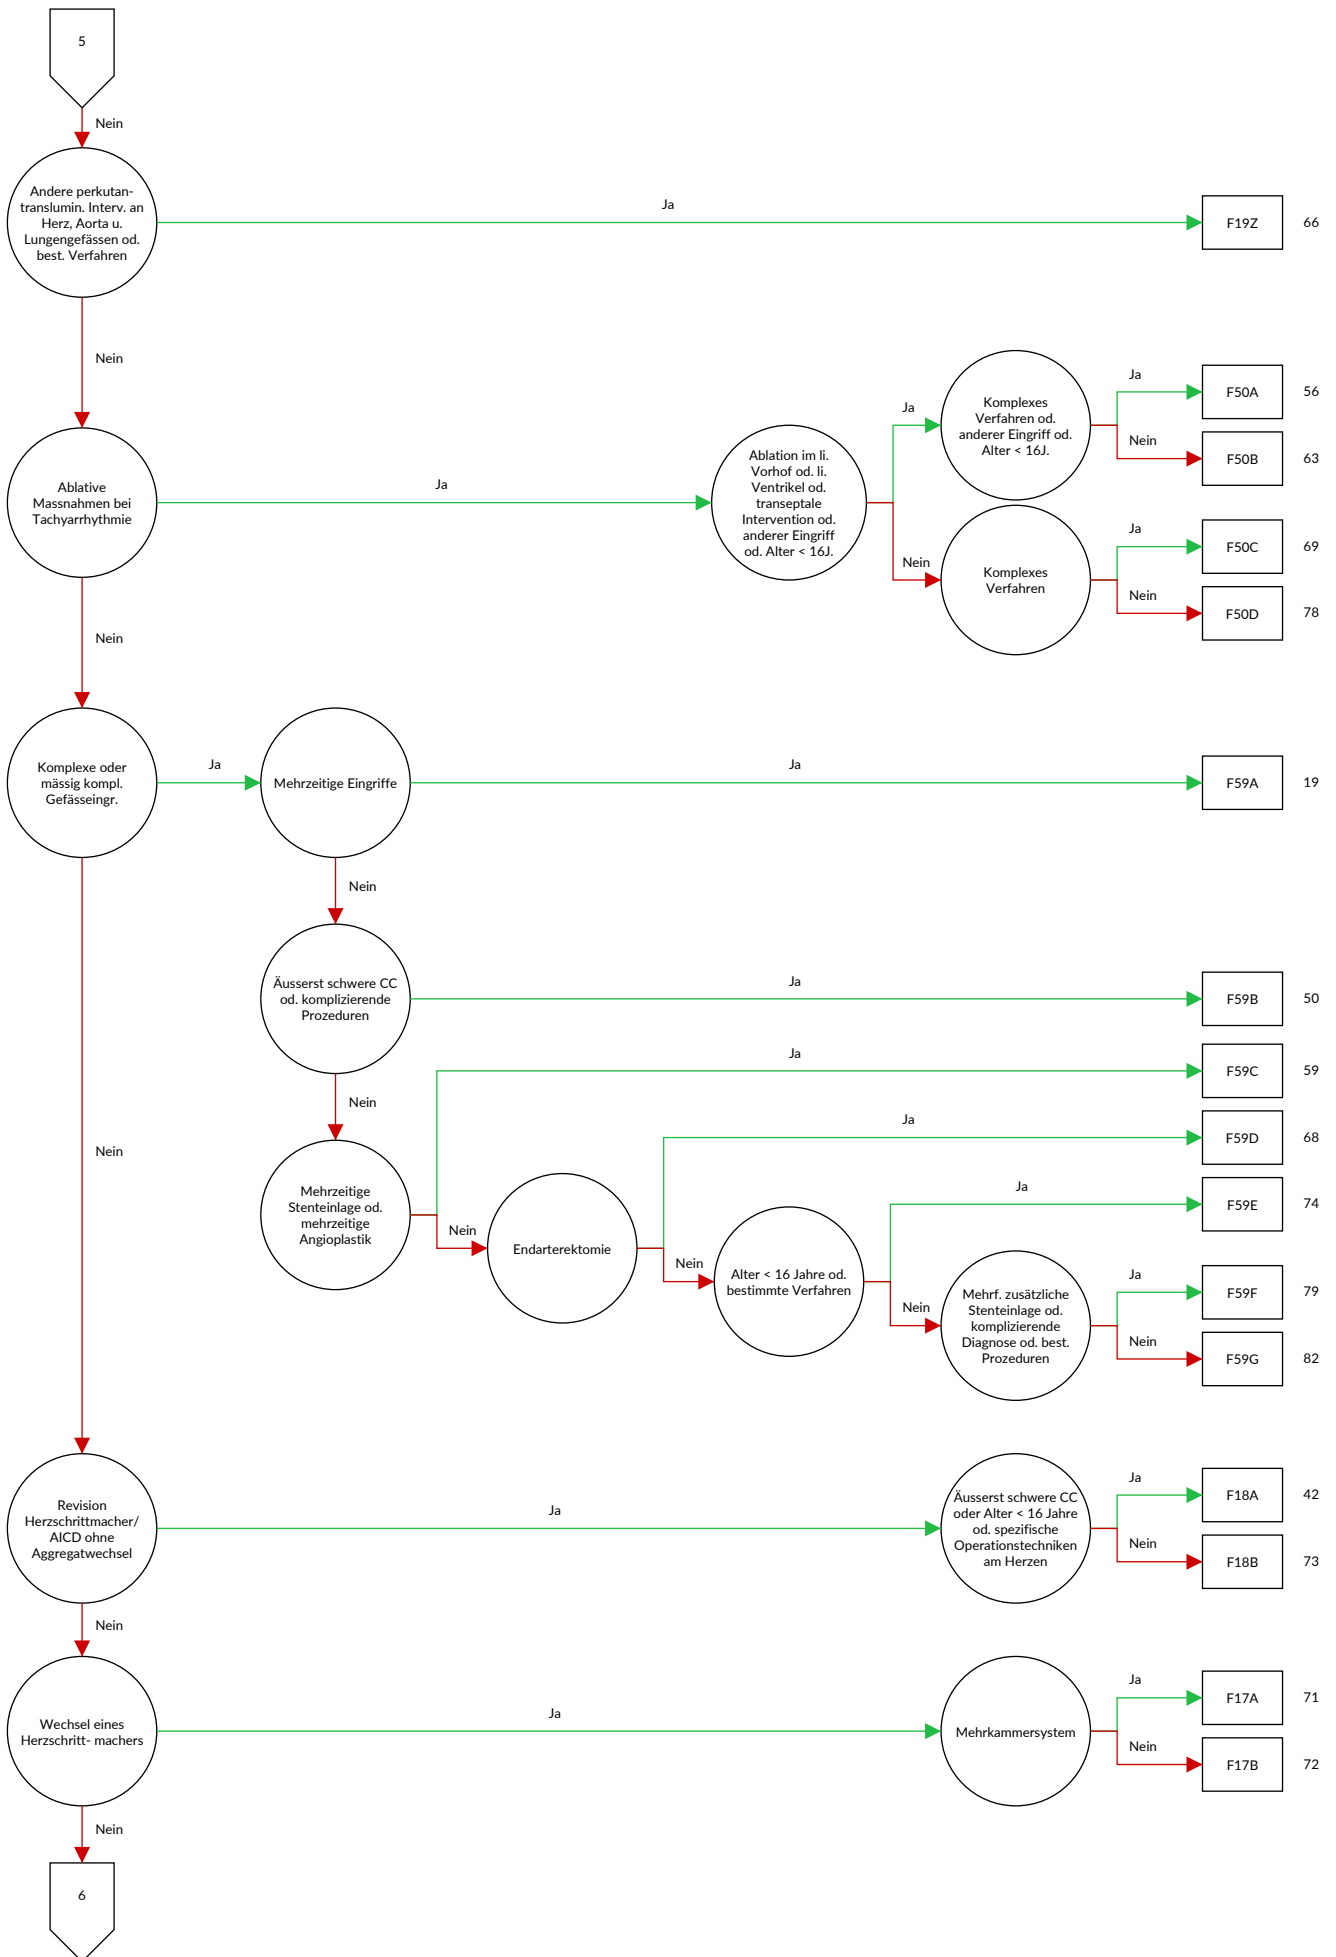 5
Nein
Andere perkutan-
translumin. Interv. an
Herz, Aorta u.
Lungengefässen od.
best. Verfahren
Ja
F19Z
66
Nein
Ablative
Massnahmen bei
Tachyarrhythmie
Ja
Ablation im li.
Vorhof od. li.
Ventrikel od.
transeptale
Intervention od.
anderer Eingriff
od. Alter < 16J.
Ja
Komplexes
Verfahren od.
anderer Eingriff od.
Alter < 16J.
Ja
F50A
56
Nein
F50B
63
Nein
Komplexes
Verfahren
Ja
F50C
69
Nein
F50D
78
Nein
Komplexe oder
mässig kompl.
Gefässeingr.
Ja
Mehrzeitige Eingriffe
Ja
F59A
19
Nein
Äusserst schwere CC
od. komplizierende
Prozeduren
Ja
F59B
50
Nein
Mehrzeitige
Stenteinlage od.
mehrzeitige
Angioplastik
Ja
F59C
59
Nein
Endarterektomie
Ja
F59D
68
Nein
Alter < 16 Jahre od.
bestimmte Verfahren
Ja
F59E
74
Nein
Mehrf. zusätzliche
Stenteinlage od.
komplizierende
Diagnose od. best.
Prozeduren
Ja
F59F
79
Nein
F59G
82
Nein
Revision
Herzschrittmacher/
AICD ohne
Aggregatwechsel
Ja
Äusserst schwere CC
oder Alter < 16 Jahre
od. spezifische
Operationstechniken
am Herzen
Ja
F18A
42
Nein
F18B
73
Nein
Wechsel eines
Herzschritt- machers
Ja
Mehrkammersystem
Ja
F17A
71
Nein
F17B
72
Nein
6